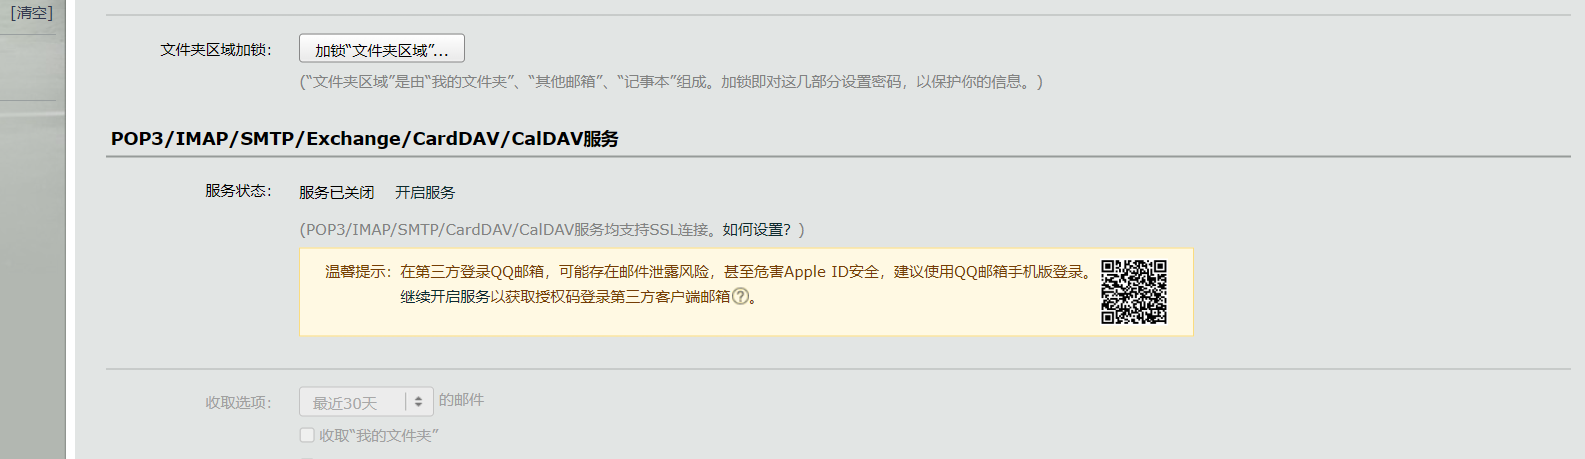 [清空]
文件夹区域加锁： 加锁“文件夹区域”...
(“文件夹区域”是由“我的文件夹”、“其他邮箱”、“记事本”组成。加锁即对这几部分设置密码，以保护你的信息。)
POP3/IMAP/SMTP/Exchange/CardDAV/CalDAV服务
服务状态： 服务已关闭 开启服务
(POP3/IMAP/SMTP/CardDAV/CalDAV服务均支持SSL连接。如何设置？)
温馨提示：在第三方登录QQ邮箱，可能存在邮件泄露风险，甚至危害Apple ID安全，建议使用QQ邮箱手机版登录。
继续开启服务以获取授权码登录第三方客户端邮箱?。
收取选项： 最近30天 的邮件
收取“我的文件夹”